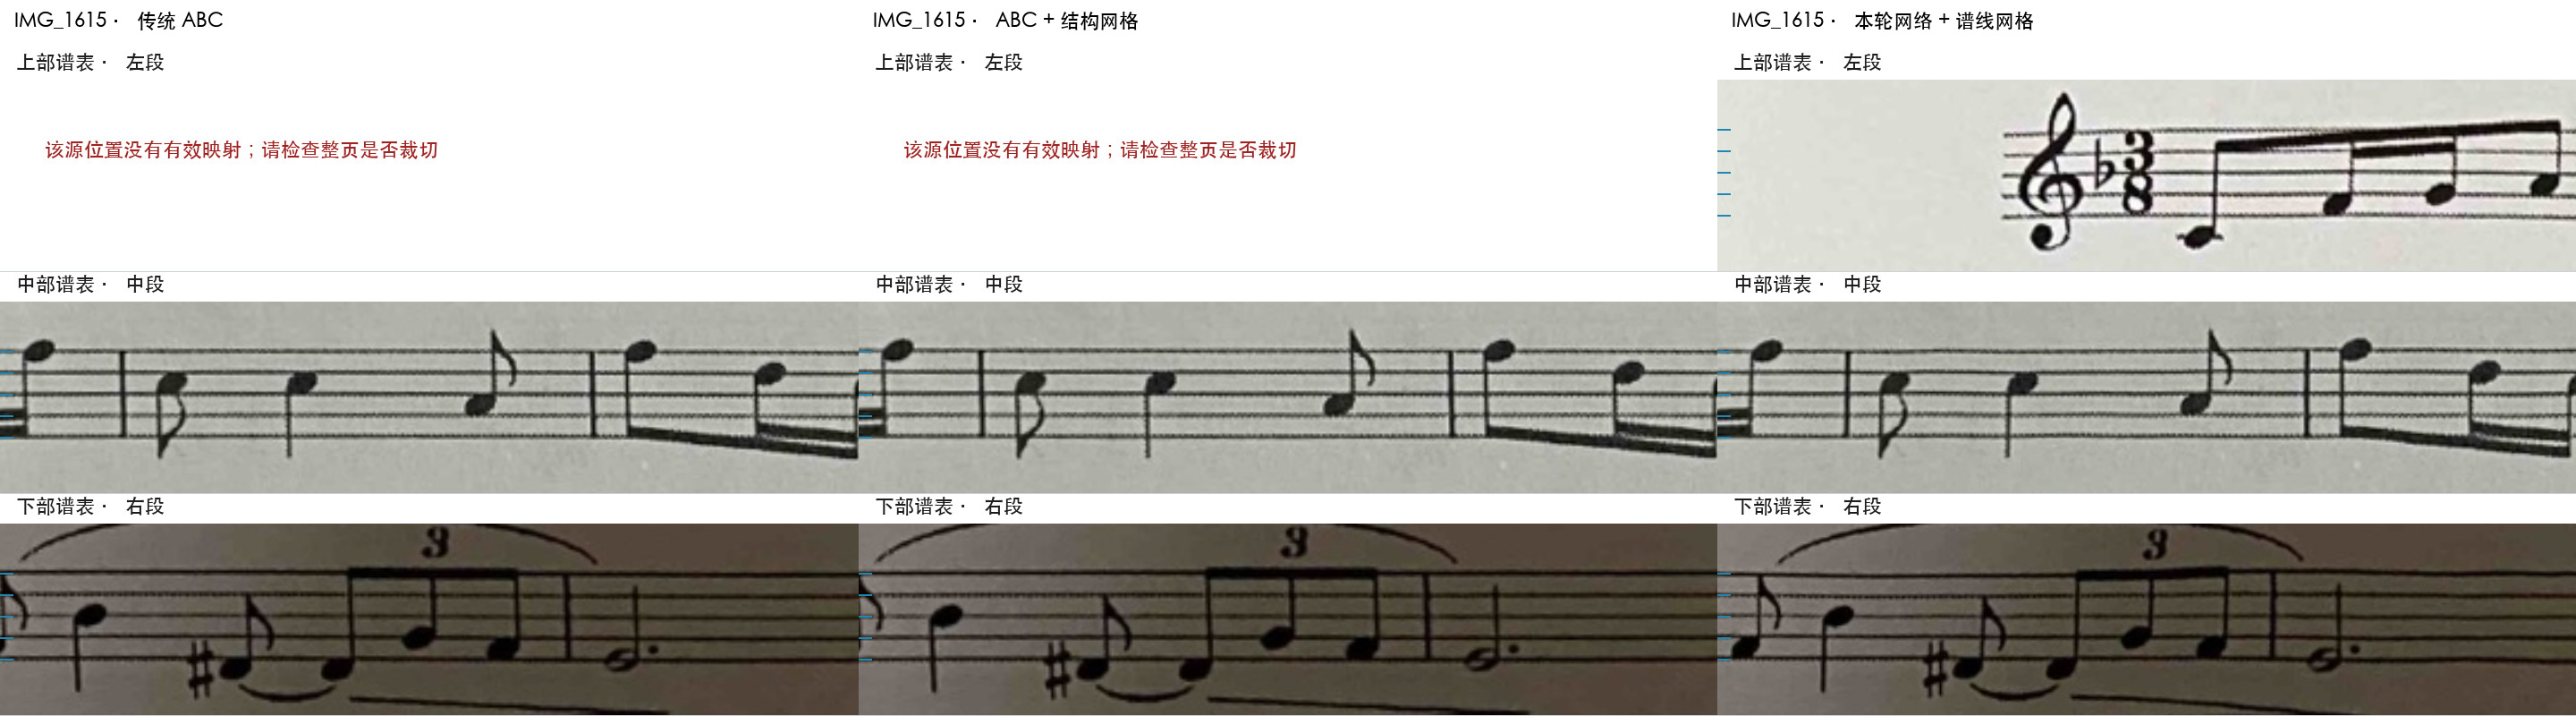 IMG_1615 · 传统 ABC
上部谱表 · 左段
该源位置没有有效映射；请检查整页是否裁切
中部谱表 · 中段
下部谱表 · 右段
3
IMG_1615 · ABC + 结构网格
上部谱表 · 左段
该源位置没有有效映射；请检查整页是否裁切
中部谱表 · 中段
下部谱表 · 右段
3
IMG_1615 · 本轮网络 + 谱线网格
上部谱表 · 左段
3
8
中部谱表 · 中段
下部谱表 · 右段
3